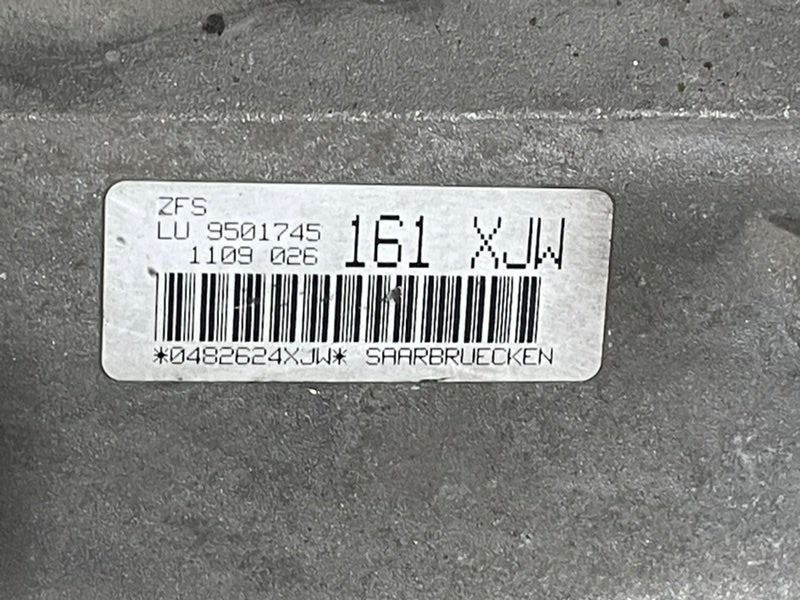 ZFS
LU 9501745
1109 026 161 XJW
*0482624XJW* SAARBRUECKEN